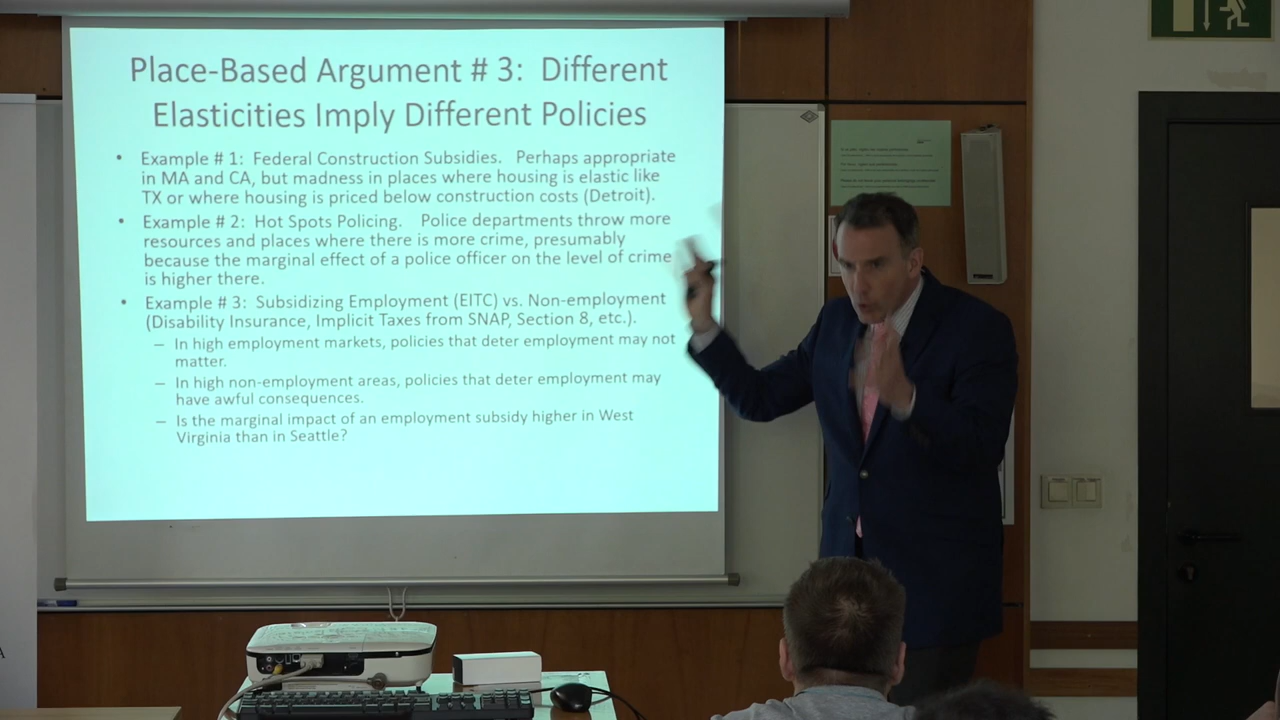 Place-Based Argument # 3: Different
Elasticities Imply Different Policies
• Example # 1: Federal Construction Subsidies. Perhaps appropriate
in MA and CA, but madness in places where housing is elastic like
TX or where housing is priced below construction costs (Detroit).
• Example # 2: Hot Spots Policing. Police departments throw more
resources and places where there is more crime, presumably
because the marginal effect of a police officer on the level of crime
is higher there.
• Example # 3: Subsidizing Employment (EITC) vs. Non-employment
(Disability Insurance, Implicit Taxes from SNAP, Section 8, etc.).
– In high employment markets, policies that deter employment may not
matter.
– In high non-employment areas, policies that deter employment may
have awful consequences.
– Is the marginal impact of an employment subsidy higher in West
Virginia than in Seattle?
A